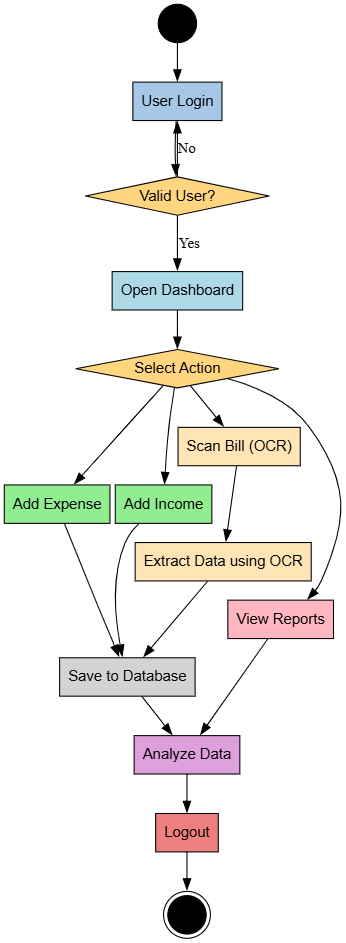 User Login
No
Valid User?
Yes
Open Dashboard
Select Action
Scan Bill (OCR)
Add Expense
Add Income
Extract Data using OCR
View Reports
Save to Database
Analyze Data
Logout